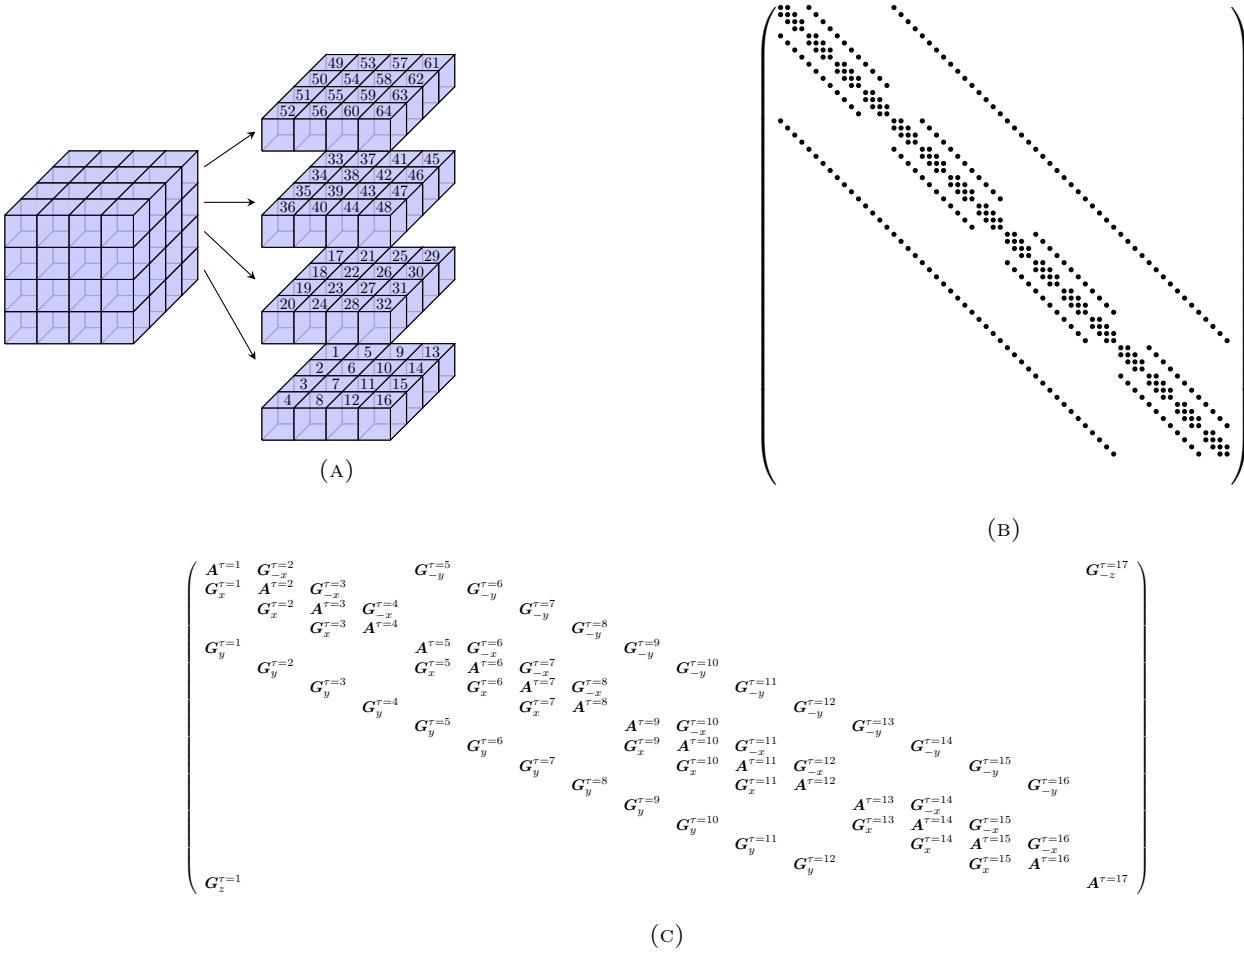 49 53 57 61
50 54 58 62
51 55 59 63
52 56 60 64
33 37 41 45
34 38 42 46
35 39 43 47
36 40 44 48
17 21 25 29
18 22 26 30
19 23 27 31
20 24 28 32
1 5 9 13
2 6 10 14
3 7 11 15
4 8 12 16
(A)
(B)
A^{τ=1} G_{-x}^{τ=2} G_{-y}^{τ=5} G_{-z}^{τ=17}
G_x^{τ=1} A^{τ=2} G_{-x}^{τ=3} G_{-y}^{τ=6}
G_x^{τ=2} A^{τ=3} G_{-x}^{τ=4} G_{-y}^{τ=7}
G_x^{τ=3} A^{τ=4} G_{-y}^{τ=8}
G_y^{τ=1} A^{τ=5} G_{-x}^{τ=6} G_{-y}^{τ=9}
G_y^{τ=2} G_x^{τ=5} A^{τ=6} G_{-x}^{τ=7} G_{-y}^{τ=10}
G_y^{τ=3} G_x^{τ=6} A^{τ=7} G_{-x}^{τ=8} G_{-y}^{τ=11}
G_y^{τ=4} G_x^{τ=7} A^{τ=8} G_{-y}^{τ=12}
G_y^{τ=5} A^{τ=9} G_{-x}^{τ=10} G_{-y}^{τ=13}
G_y^{τ=6} G_x^{τ=9} A^{τ=10} G_{-x}^{τ=11} G_{-y}^{τ=14}
G_y^{τ=7} G_x^{τ=10} A^{τ=11} G_{-x}^{τ=12} G_{-y}^{τ=15}
G_y^{τ=8} G_x^{τ=11} A^{τ=12} G_{-y}^{τ=16}
G_y^{τ=9} A^{τ=13} G_{-x}^{τ=14}
G_y^{τ=10} G_x^{τ=13} A^{τ=14} G_{-x}^{τ=15}
G_y^{τ=11} G_x^{τ=14} A^{τ=15} G_{-x}^{τ=16}
G_y^{τ=12} G_x^{τ=15} A^{τ=16}
G_z^{τ=1} A^{τ=17}
(C)